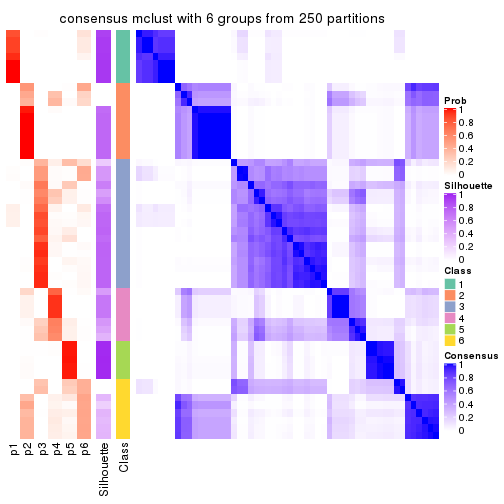 consensus mclust with 6 groups from 250 partitions
Prob
1
0.8
0.6
0.4
0.2
0
Silhouette
1
0.8
0.6
0.4
0.2
0
Class
1
2
3
4
5
6
Consensus
1
0.8
0.6
0.4
0.2
0
p1
p2
p3
p4
p5
p6
Silhouette
Class